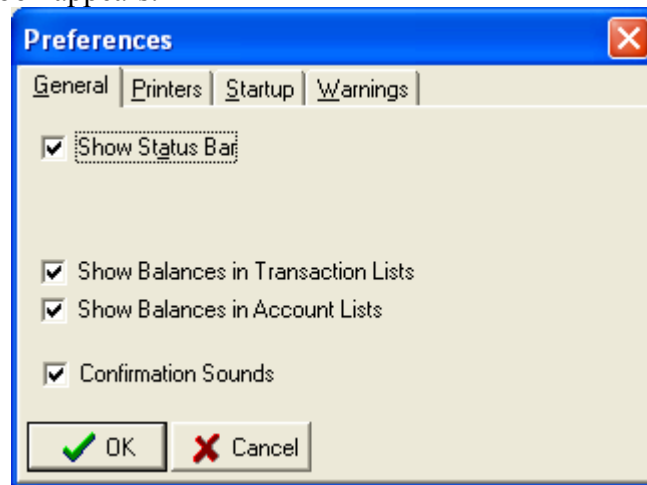 appears.
Preferences
General Printers Startup Warnings
Show Status Bar
Show Balances in Transaction Lists
Show Balances in Account Lists
Confirmation Sounds
OK Cancel